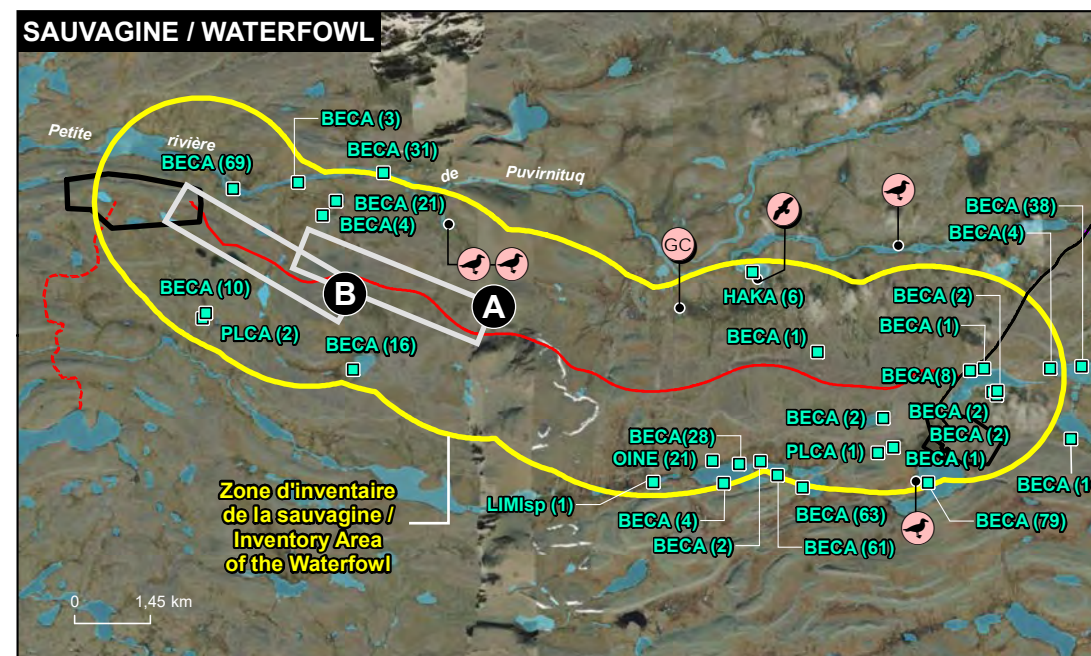 SAUVAGINE / WATERFOWL
Petite
rivière
de
Puvirnituq
BECA (3)
BECA (31)
BECA (69)
BECA (21)
BECA(4)
BECA (38)
BECA(4)
GC
HAKA (6)
BECA (2)
BECA (10)
PLCA (2)
BECA (16)
B
A
BECA (1)
BECA (1)
BECA(8)
BECA (2)
BECA (2)
BECA (2)
BECA (1)
BECA (1
BECA(28)
OINE (21)
PLCA (1)
LIMIsp (1)
BECA (4)
BECA (2)
BECA (63)
BECA (61)
BECA (79)
Zone d'inventaire
de la sauvagine /
Inventory Area
of the Waterfowl
0 1,45 km